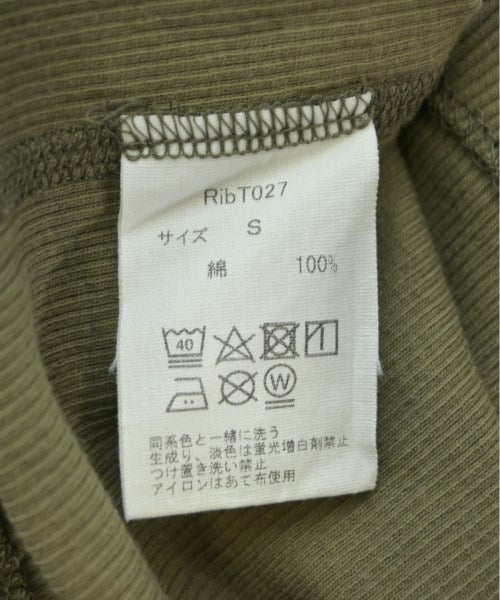 RibT027
サイズ S
綿 100%
40
W
同系色と一緒に洗う
生成り、淡色は蛍光増白剤禁止
つけ置き洗い禁止
アイロンはあて布使用